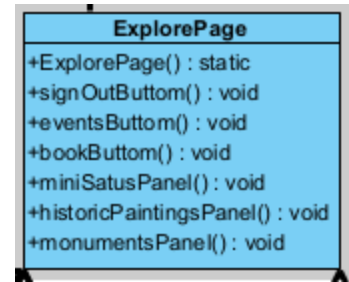 ExplorePage
+ExplorePage() : static
+signOutButtom() : void
+eventsButtom() : void
+bookButtom() : void
+miniSatusPanel() : void
+historicPaintingsPanel() : void
+monumentsPanel() : void